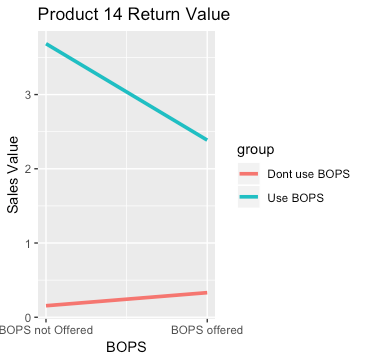 Product 14 Return Value
Sales Value
3
2
1
0
BOPS not Offered
BOPS offered
BOPS
group
Dont use BOPS
Use BOPS